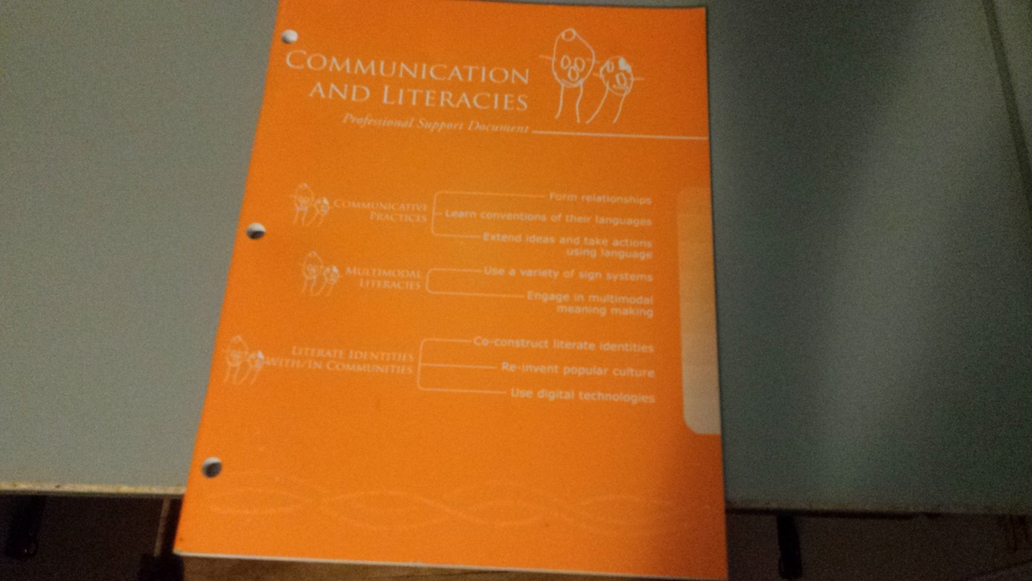 COMMUNICATION
AND LITERACIES
Professional Support Document
COMMUNICATIVE
PRACTICES
Form relationships
Learn conventions of their languages
Extend ideas and take actions
using language
MULTIMODAL
LITERACIES
Use a variety of sign systems
Engage in multimodal
meaning making
LITERATE IDENTITIES
WITH/IN COMMUNITIES
Co-construct literate identities
Re-invent popular culture
Use digital technologies